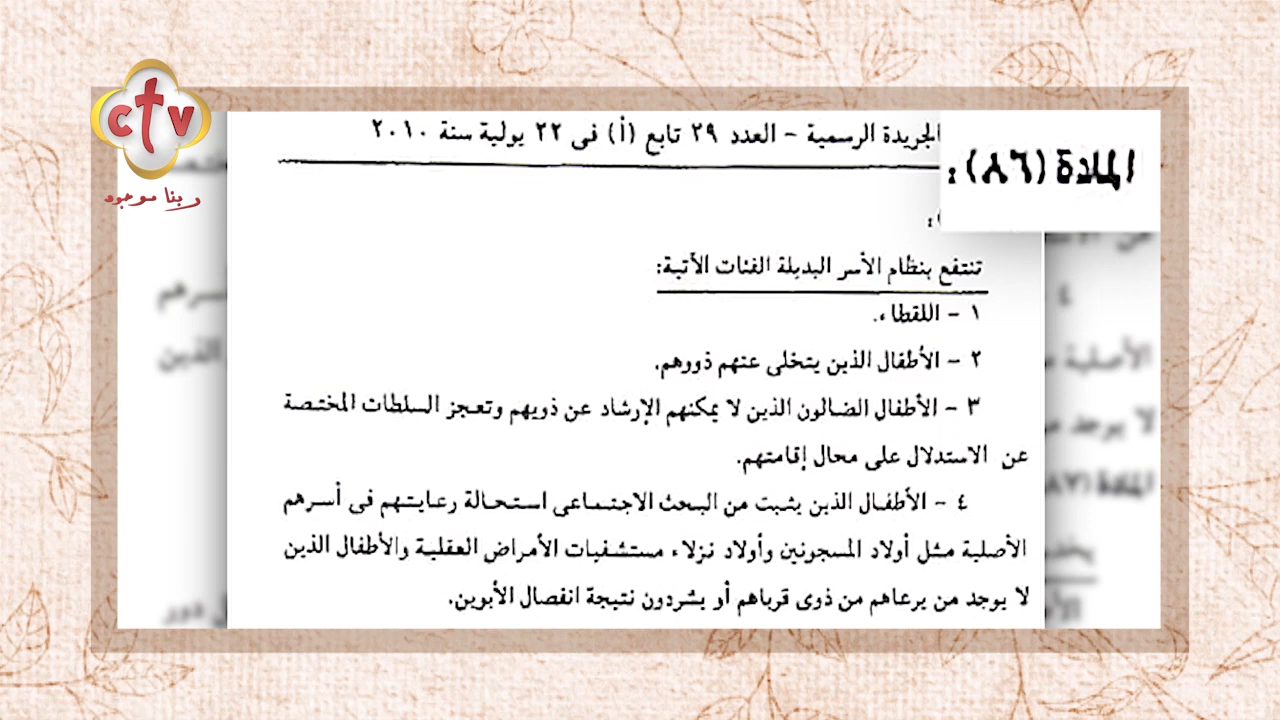 ctv
ربنا موجود
الجريدة الرسمية – العدد ٢٩ تابع (أ) فى ٢٢ يولية سنة ٢٠١٠
المادة (٨٦):
تنتفع بنظام الأسر البديلة الفئات الأتية:
١ – اللقطاء.
٢ – الأطفال الذين يتخلى عنهم ذووهم.
٣ – الأطفال الضالون الذين لا يمكنهم الإرشاد عن ذويهم وتعجز السلطات المختصة
عن الاستدلال على محال إقامتهم.
٤ – الأطفال الذين يثبت من البحث الاجتماعى استحالة رعايتهم فى أسرهم
الأصلية مثل أولاد المسجونين وأولاد نزلاء مستشفيات الأمراض العقلية والأطفال الذين
لا يوجد من يرعاهم من ذوى قرباهم أو يشردون نتيجة انفصال الأبوين.